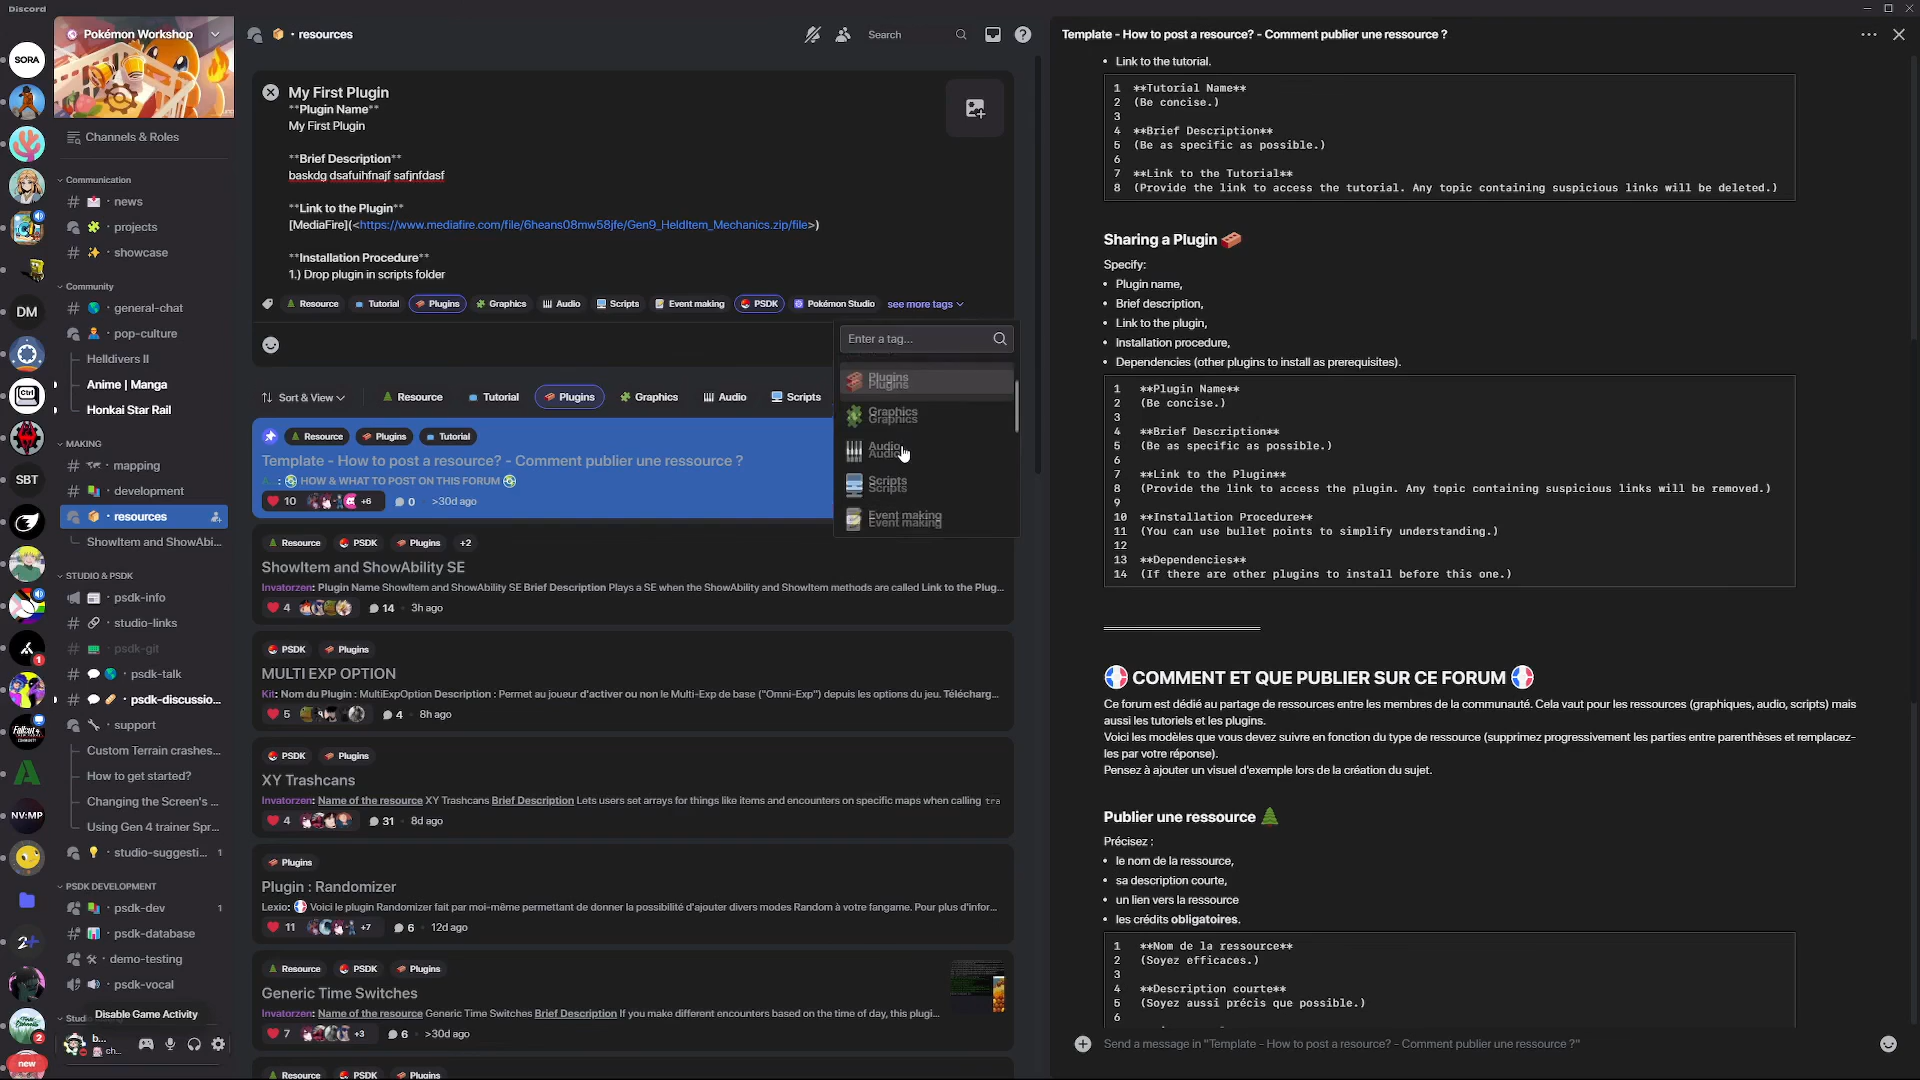 Discord
Pokémon Workshop
Channels & Roles
Communication
news
projects
showcase
Community
general-chat
pop-culture
Helldivers II
Anime | Manga
Honkai Star Rail
MAKING
mapping
development
resources
ShowItem and ShowAbi...
STUDIO & PSDK
psdk-info
studio-links
psdk-git
psdk-talk
psdk-discussio...
support
Custom Terrain crashes...
How to get started?
Changing the Screen's ...
Using Gen 4 trainer Spr...
studio-suggesti... 1
PSDK DEVELOPMENT
psdk-dev 1
psdk-database
demo-testing
psdk-vocal
Disable Game Activity
b...
ch...
SORA
DM
Ctrl
SBT
1
NV:MP
2+
2
new
resources
Search
My First Plugin
**Plugin Name**
My First Plugin
**Brief Description**
baskdg dsafuihfnajf safjnfdasf
**Link to the Plugin**
[MediaFire](<https://www.mediafire.com/file/6heans08mw58jfe/Gen9_HeldItem_Mechanics.zip/file>)
**Installation Procedure**
1.) Drop plugin in scripts folder
Resource Tutorial Plugins Graphics Audio Scripts Event making PSDK Pokémon Studio see more tags
Enter a tag...
Plugins
Graphics
Audio
Scripts
Event making
Sort & View Resource Tutorial Plugins Graphics Audio Scripts
Resource Plugins Tutorial
Template - How to post a resource? - Comment publier une ressource ?
: HOW & WHAT TO POST ON THIS FORUM
10 +6 0 >30d ago
Resource PSDK Plugins +2
ShowItem and ShowAbility SE
Invatorzen: Plugin Name ShowItem and ShowAbility SE Brief Description Plays a SE when the ShowAbility and ShowItem methods are called Link to the Plug...
4 14 3h ago
PSDK Plugins
MULTI EXP OPTION
Kit: Nom du Plugin : MultiExpOption Description : Permet au joueur d'activer ou non le Multi-Exp de base ("Omni-Exp") depuis les options du jeu. Télécharg...
5 4 8h ago
PSDK Plugins
XY Trashcans
Invatorzen: Name of the resource XY Trashcans Brief Description Lets users set arrays for things like items and encounters on specific maps when calling tra
4 31 8d ago
Plugins
Plugin : Randomizer
Lexio: Voici le plugin Randomizer fait par moi-même permettant de donner la possibilité d'ajouter divers modes Random à votre fangame. Pour plus d'infor...
11 +7 6 12d ago
Resource PSDK Plugins
Generic Time Switches
Invatorzen: Name of the resource Generic Time Switches Brief Description If you make different encounters based on the time of day, this plugi...
7 +3 6 >30d ago
Resource PSDK Plugins
Template - How to post a resource? - Comment publier une ressource ?
• Link to the tutorial.
1 **Tutorial Name**
2 (Be concise.)
3
4 **Brief Description**
5 (Be as specific as possible.)
6
7 **Link to the Tutorial**
8 (Provide the link to access the tutorial. Any topic containing suspicious links will be deleted.)
Sharing a Plugin
Specify:
• Plugin name,
• Brief description,
• Link to the plugin,
• Installation procedure,
• Dependencies (other plugins to install as prerequisites).
1 **Plugin Name**
2 (Be concise.)
3
4 **Brief Description**
5 (Be as specific as possible.)
6
7 **Link to the Plugin**
8 (Provide the link to access the plugin. Any topic containing suspicious links will be removed.)
9
10 **Installation Procedure**
11 (You can use bullet points to simplify understanding.)
12
13 **Dependencies**
14 (If there are other plugins to install before this one.)
COMMENT ET QUE PUBLIER SUR CE FORUM
Ce forum est dédié au partage de ressources entre les membres de la communauté. Cela vaut pour les ressources (graphiques, audio, scripts) mais
aussi les tutoriels et les plugins.
Voici les modèles que vous devez suivre en fonction du type de ressource (supprimez progressivement les parties entre parenthèses et remplacez-
les par votre réponse).
Pensez à ajouter un visuel d'exemple lors de la création du sujet.
Publier une ressource
Précisez :
• le nom de la ressource,
• sa description courte,
• un lien vers la ressource
• les crédits obligatoires.
1 **Nom de la ressource**
2 (Soyez efficaces.)
3
4 **Description courte**
5 (Soyez aussi précis que possible.)
6
Send a message in "Template - How to post a resource? - Comment publier une ressource ?"